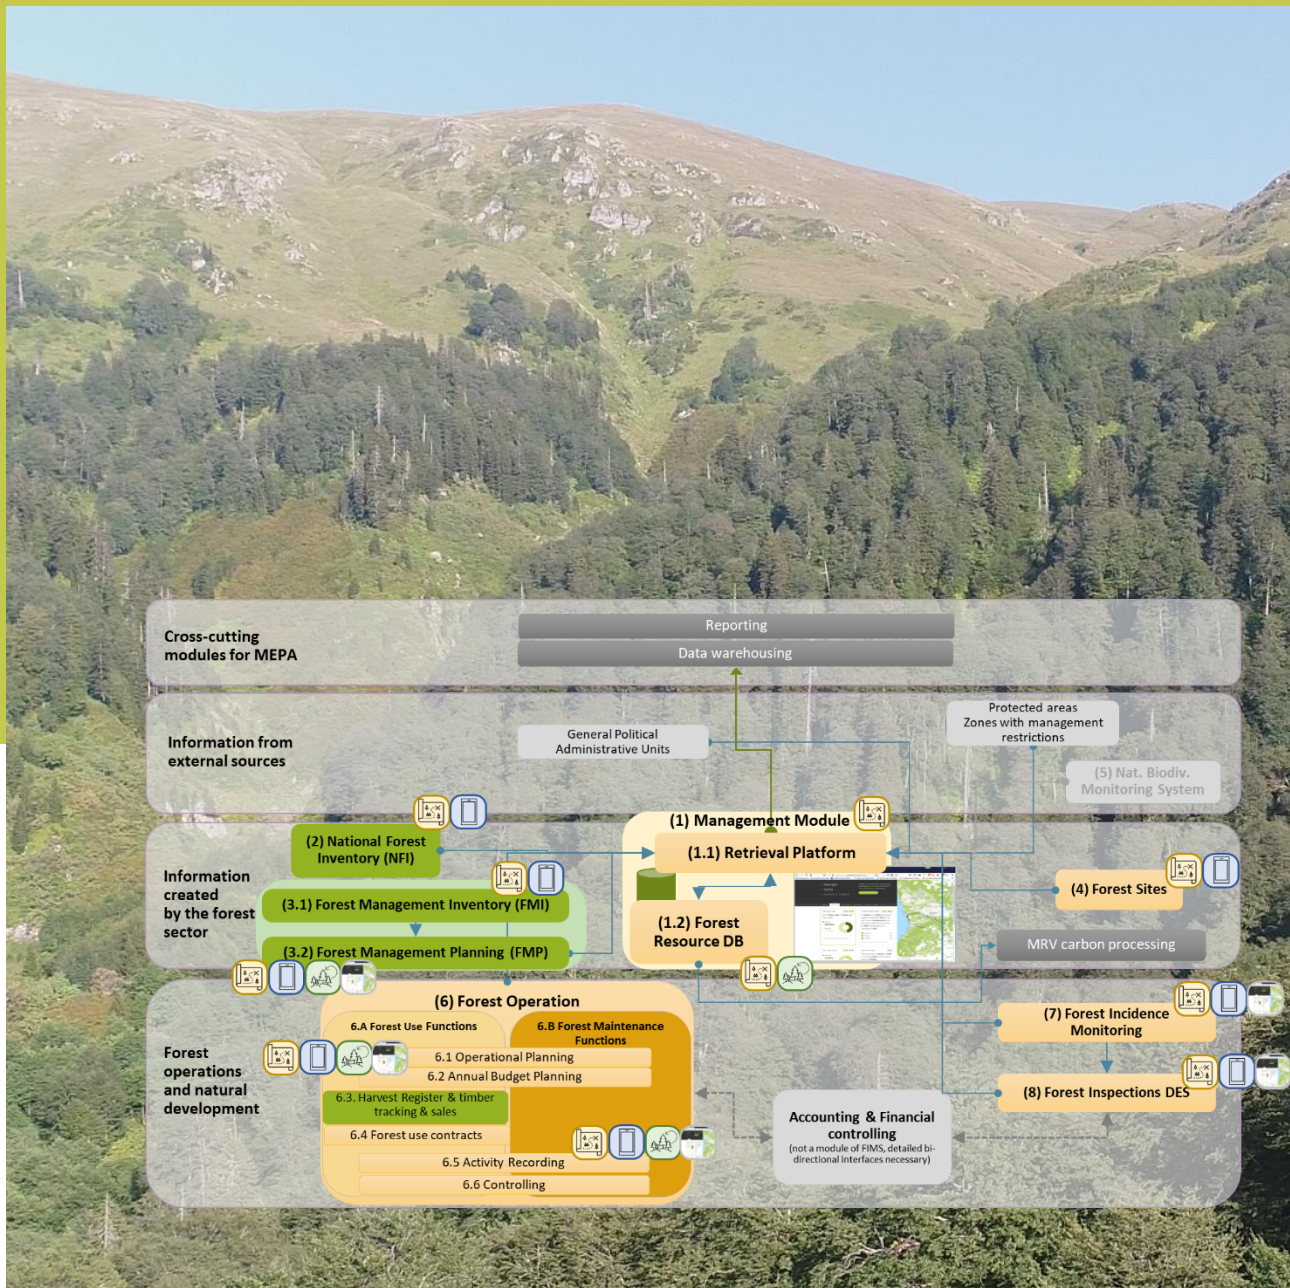 Cross-cutting
modules for MEPA
Reporting
Data warehousing
Information from
external sources
General Political
Administrative Units
Protected areas
Zones with management
restrictions
(5) Nat. Biodiv.
Monitoring System
Information
created
by the forest
sector
(2) National Forest
Inventory (NFI)
(1) Management Module
(1.1) Retrieval Platform
(3.1) Forest Management Inventory (FMI)
(3.2) Forest Management Planning (FMP)
(1.2) Forest
Resource DB
(4) Forest Sites
MRV carbon processing
Forest
operations
and natural
development
(6) Forest Operation
6.A Forest Use Functions
6.B Forest Maintenance
Functions
6.1 Operational Planning
6.2 Annual Budget Planning
6.3. Harvest Register & timber
tracking & sales
6.4 Forest use contracts
6.5 Activity Recording
6.6 Controlling
Accounting & Financial
controlling
(not a module of FIMS, detailed bi-
directional interfaces necessary)
(7) Forest Incidence
Monitoring
(8) Forest Inspections DES